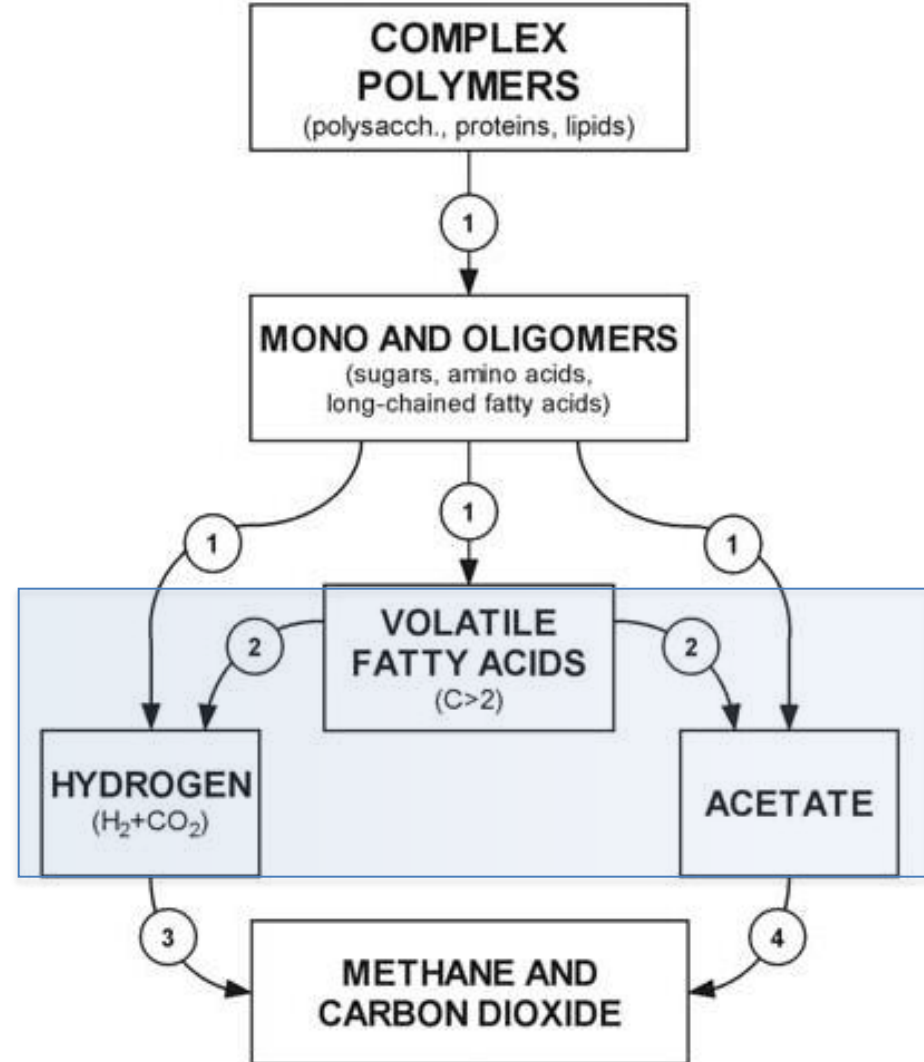 COMPLEX
POLYMERS
(polysacch., proteins, lipids)
1
MONO AND OLIGOMERS
(sugars, amino acids,
long-chained fatty acids)
1
1
1
VOLATILE
FATTY ACIDS
(C>2)
2
2
HYDROGEN
(H₂+CO₂)
ACETATE
3
4
METHANE AND
CARBON DIOXIDE